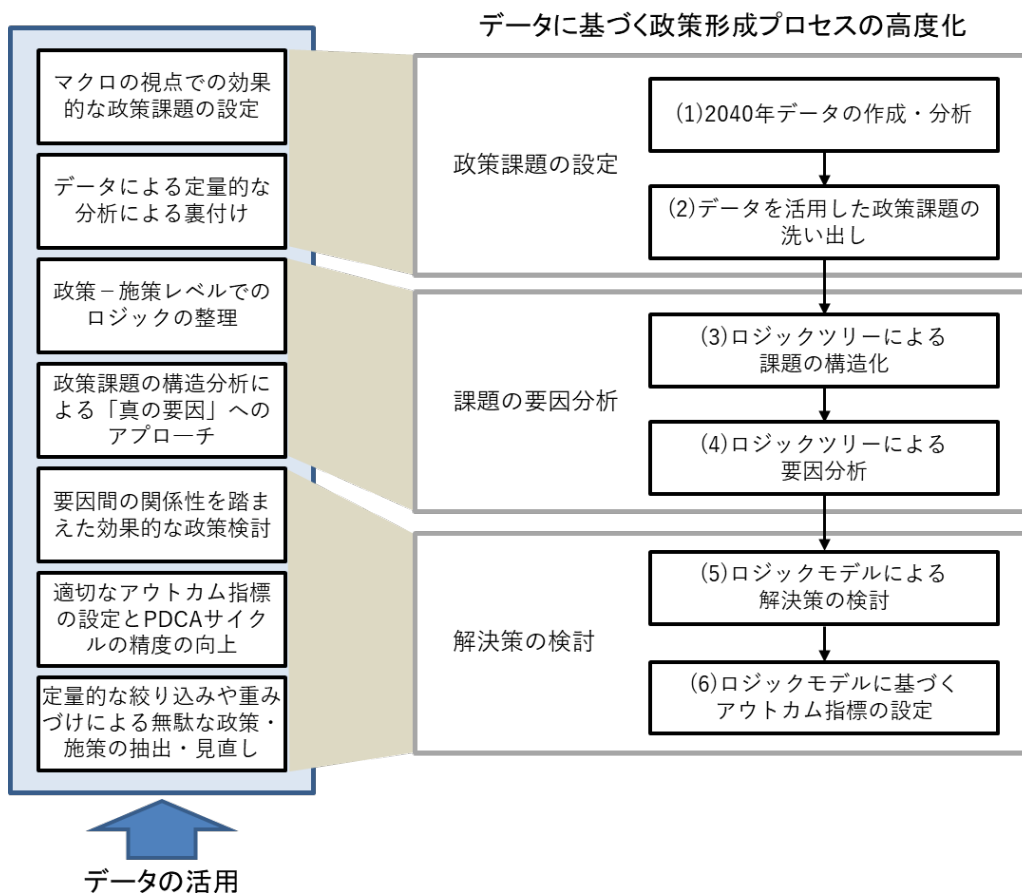 データに基づく政策形成プロセスの高度化
マクロの視点での効果
的な政策課題の設定
データによる定量的な
分析による裏付け
政策－施策レベルでの
ロジックの整理
政策課題の構造分析に
よる「真の要因」への
アプローチ
要因間の関係性を踏ま
えた効果的な政策検討
適切なアウトカム指標
の設定とPDCAサイク
ルの精度の向上
定量的な絞り込みや重み
づけによる無駄な政策・
施策の抽出・見直し
データの活用
政策課題の設定
(1)2040年データの作成・分析
(2)データを活用した政策課題の
洗い出し
課題の要因分析
(3)ロジックツリーによる
課題の構造化
(4)ロジックツリーによる
要因分析
解決策の検討
(5)ロジックモデルによる
解決策の検討
(6)ロジックモデルに基づく
アウトカム指標の設定